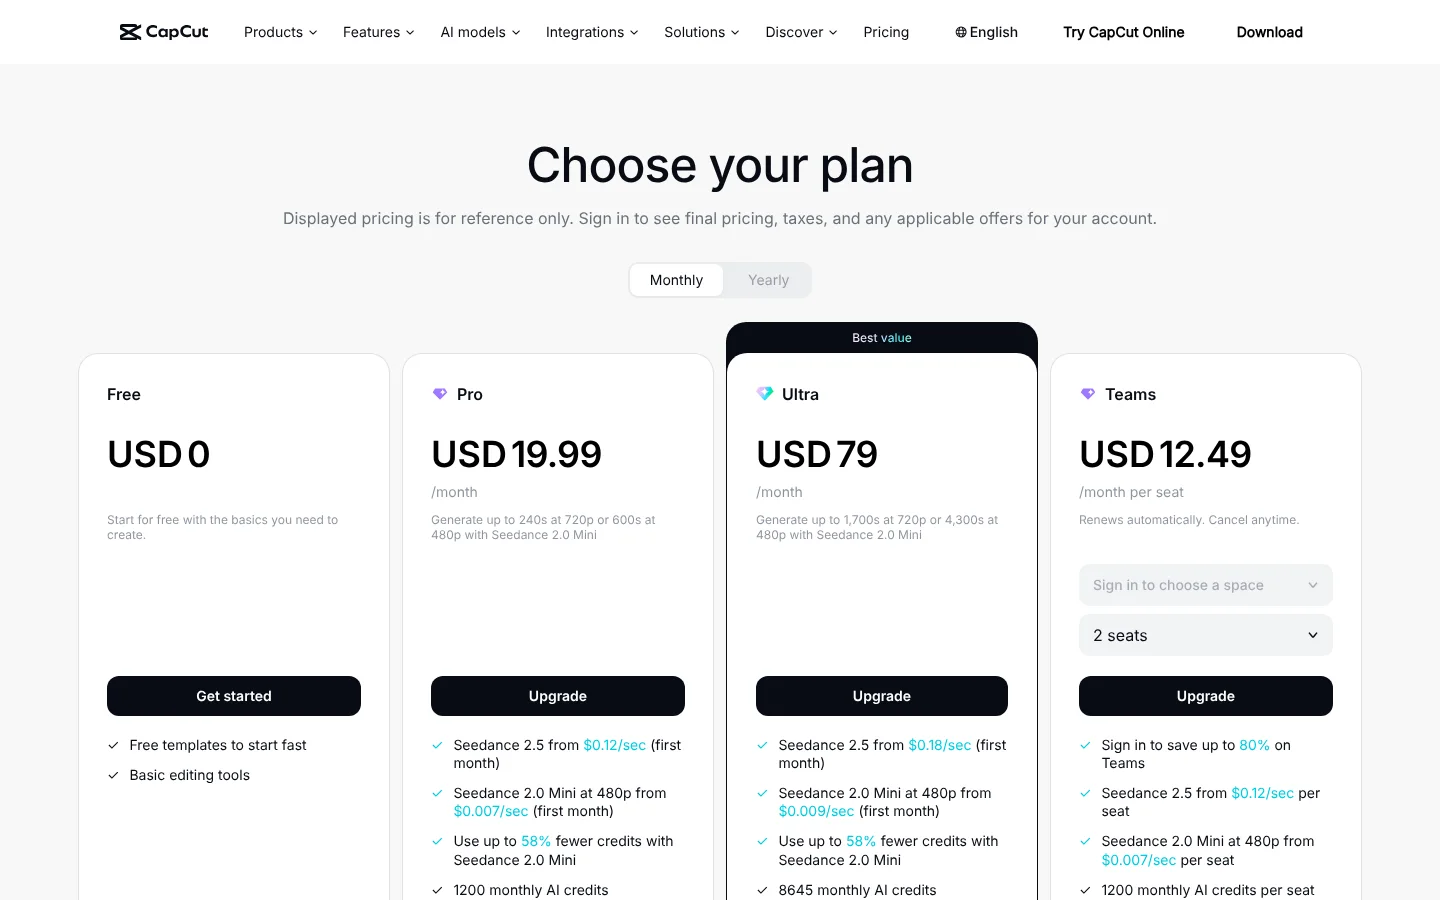 CapCut
Products
Features
AI models
Integrations
Solutions
Discover
Pricing
English
Try CapCut Online
Download
Choose your plan
Displayed pricing is for reference only. Sign in to see final pricing, taxes, and any applicable offers for your account.
Monthly
Yearly
Free
USD 0
Start for free with the basics you need to
create.
Get started
Free templates to start fast
Basic editing tools
Pro
USD 19.99
/month
Generate up to 240s at 720p or 600s at
480p with Seedance 2.0 Mini
Upgrade
Seedance 2.5 from $0.12/sec (first
month)
Seedance 2.0 Mini at 480p from
$0.007/sec (first month)
Use up to 58% fewer credits with
Seedance 2.0 Mini
1200 monthly AI credits
Best value
Ultra
USD 79
/month
Generate up to 1,700s at 720p or 4,300s at
480p with Seedance 2.0 Mini
Upgrade
Seedance 2.5 from $0.18/sec (first
month)
Seedance 2.0 Mini at 480p from
$0.009/sec (first month)
Use up to 58% fewer credits with
Seedance 2.0 Mini
8645 monthly AI credits
Teams
USD 12.49
/month per seat
Renews automatically. Cancel anytime.
Sign in to choose a space
2 seats
Upgrade
Sign in to save up to 80% on
Teams
Seedance 2.5 from $0.12/sec per
seat
Seedance 2.0 Mini at 480p from
$0.007/sec per seat
1200 monthly AI credits per seat